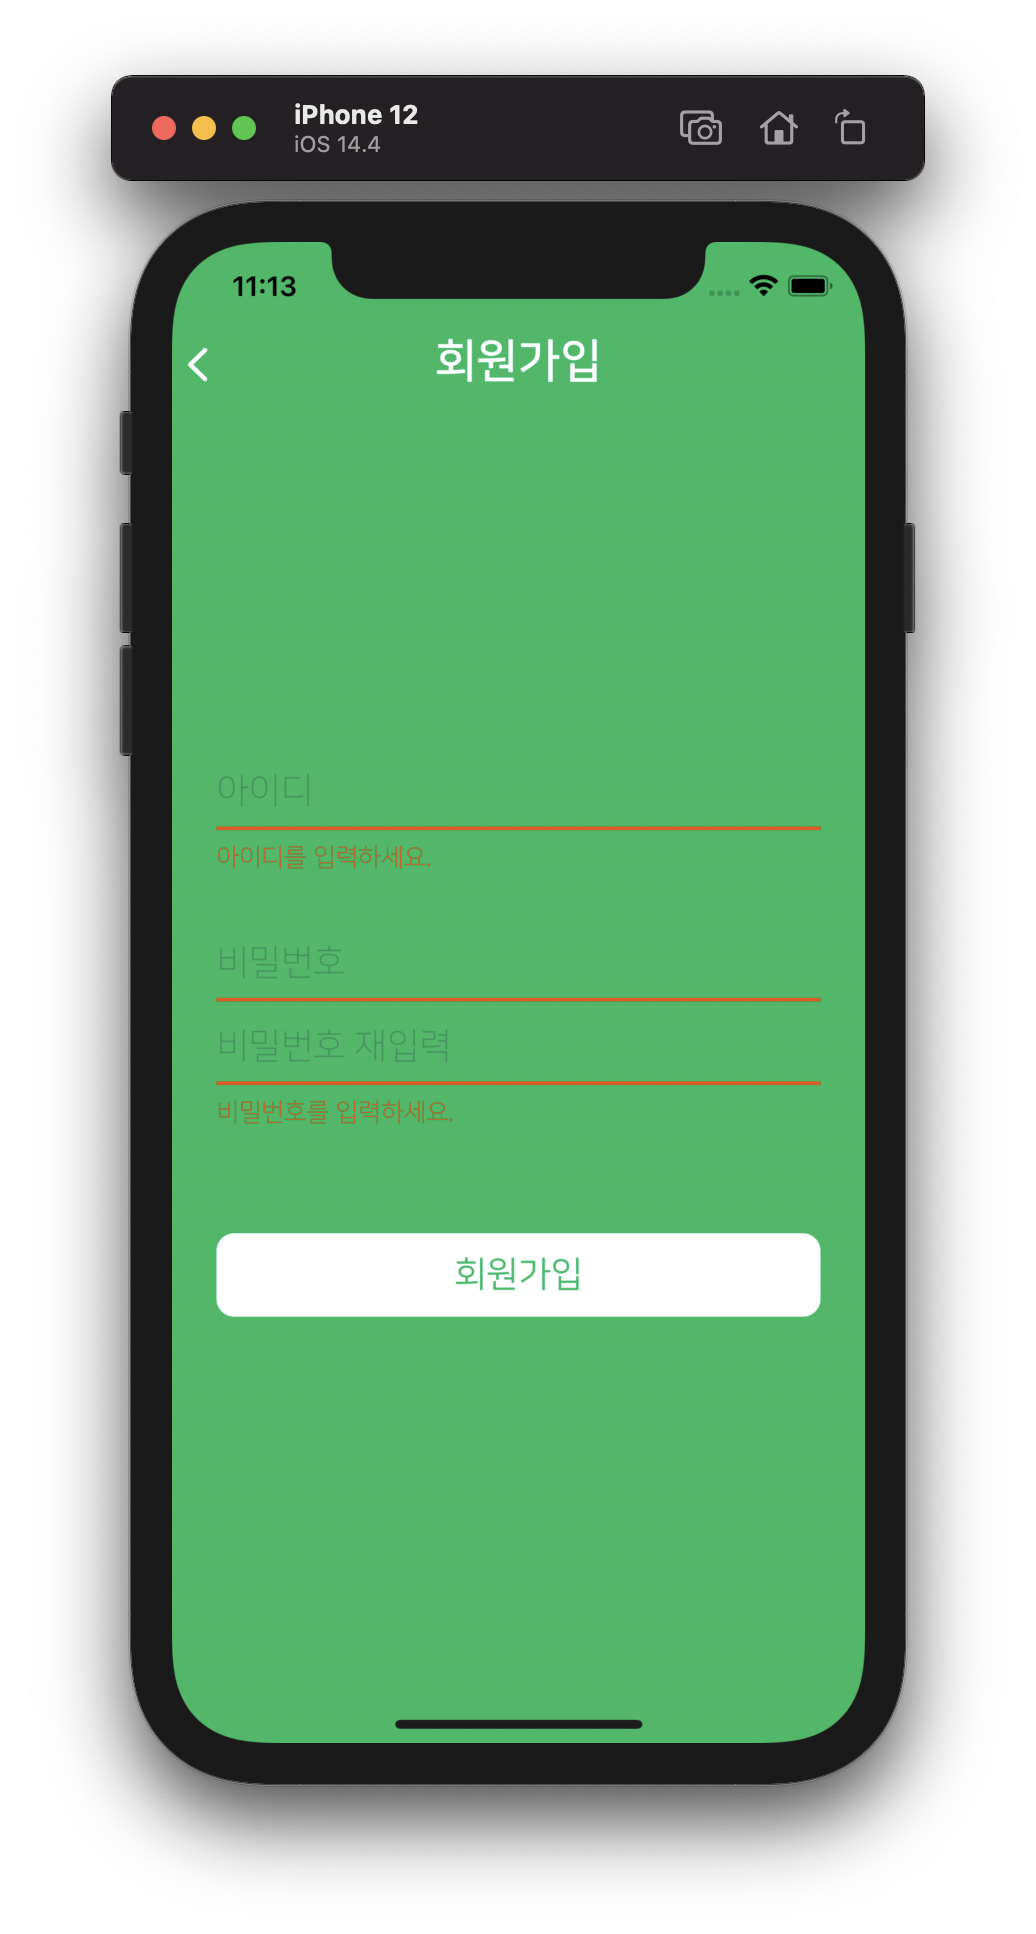 iPhone 12
iOS 14.4
11:13
회원가입
아이디
아이디를 입력하세요.
비밀번호
비밀번호 재입력
비밀번호를 입력하세요.
회원가입